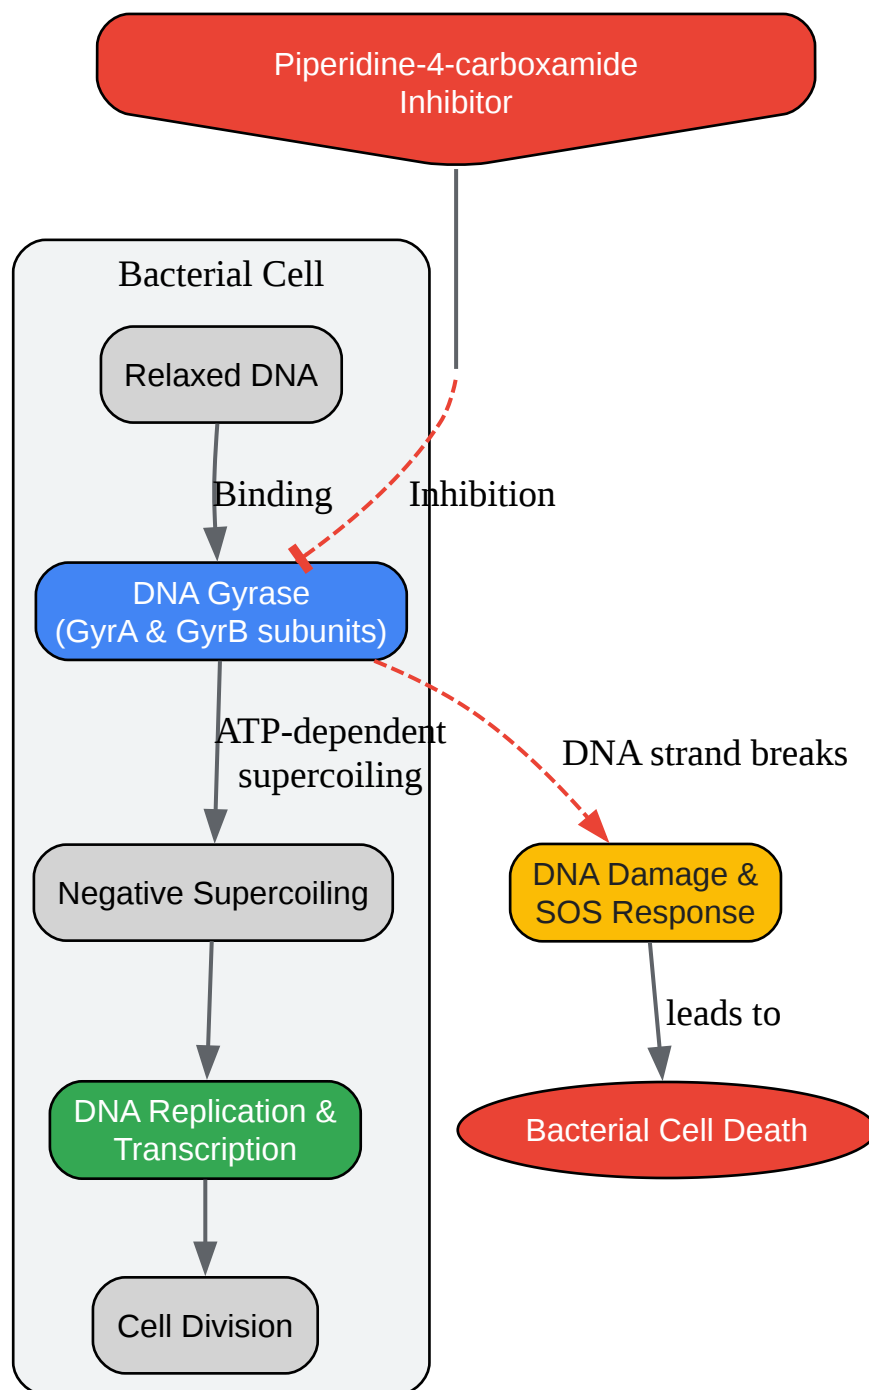 Piperidine-4-carboxamide
Inhibitor
Bacterial Cell
Relaxed DNA
Binding
Inhibition
DNA Gyrase
(GyrA & GyrB subunits)
ATP-dependent
supercoiling
DNA strand breaks
Negative Supercoiling
DNA Damage &
SOS Response
leads to
DNA Replication &
Transcription
Bacterial Cell Death
Cell Division